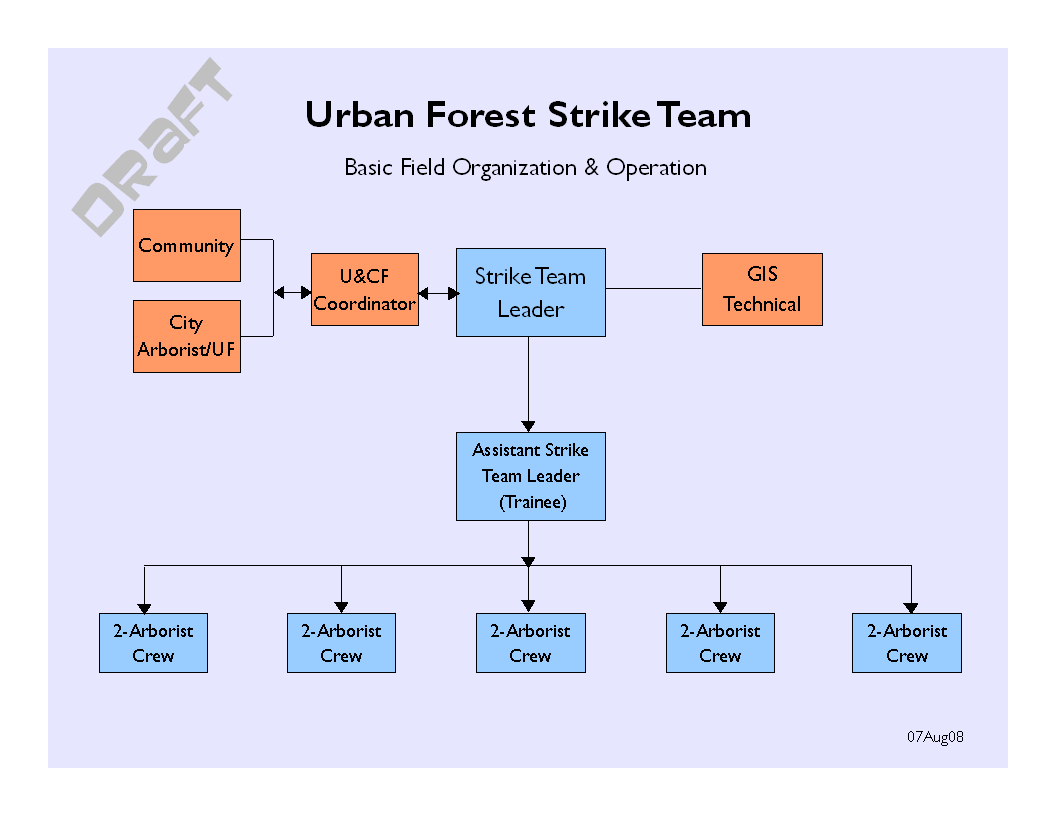 DRaFT
Urban Forest Strike Team
Basic Field Organization & Operation
Community
City
Arborist/UF
U&CF
Coordinator
Strike Team
Leader
GIS
Technical
Assistant Strike
Team Leader
(Trainee)
2-Arborist
Crew
2-Arborist
Crew
2-Arborist
Crew
2-Arborist
Crew
2-Arborist
Crew
07Aug08